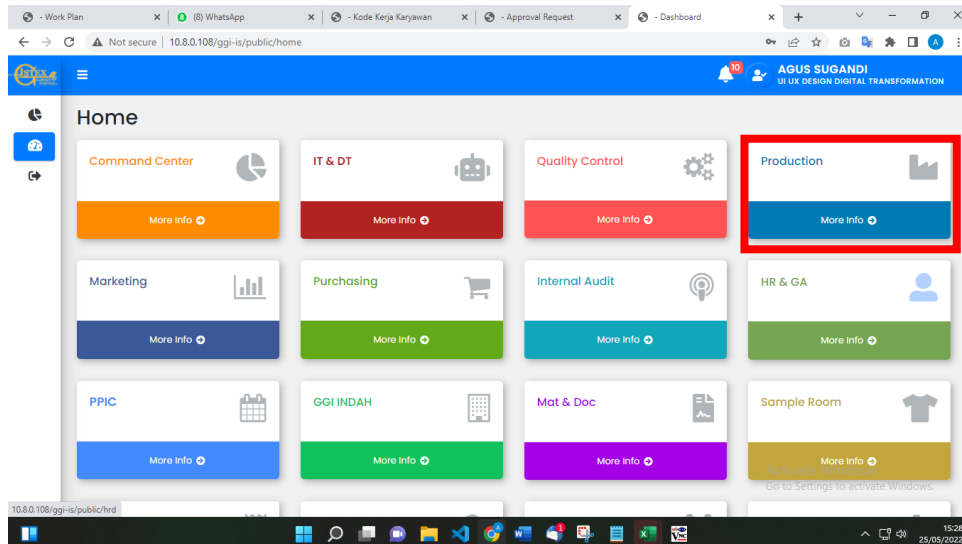 - Work Plan
(8) WhatsApp
- Kode Kerja Karyawan
- Approval Request
- Dashboard
Not secure | 10.8.0.108/ggi-is/public/home
A
10
AGUS SUGANDI
UI UX DESIGN DIGITAL TRANSFORMATION
Home
Command Center
IT & DT
Quality Control
Production
More Info
More Info
More Info
More Info
Marketing
Purchasing
Internal Audit
HR & GA
More Info
More Info
More Info
More Info
PPIC
GGI INDAH
Mat & Doc
Sample Room
More Info
More Info
More Info
More Info
Activate Windows
Go to Settings to activate Windows.
10.8.0.108/ggi-is/public/hrd
15:28
25/05/2022